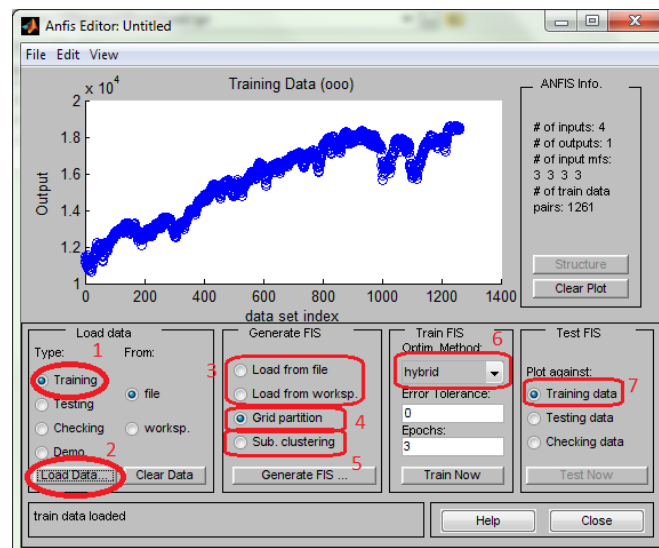 Anfis Editor: Untitled
File Edit View
x 10^4
Training Data (ooo)
2
1.8
1.6
1.4
1.2
1
Output
0 200 400 600 800 1000 1200 1400
data set index
ANFIS Info.
# of inputs: 4
# of outputs: 1
# of input mfs:
3 3 3 3
# of train data
pairs: 1261
Structure
Clear Plot
Load data
Type: 1 From:
Training
file
Testing
Checking
worksp.
Demo
2
Load Data...
Clear Data
Generate FIS
3
Load from file
Load from worksp.
Grid partition
4
Sub. clustering
5
Generate FIS ...
Train FIS
Optim. Method:
6
hybrid
Error Tolerance:
0
Epochs:
3
Train Now
Test FIS
Plot against:
Training data
7
Testing data
Checking data
Test Now
train data loaded
Help
Close